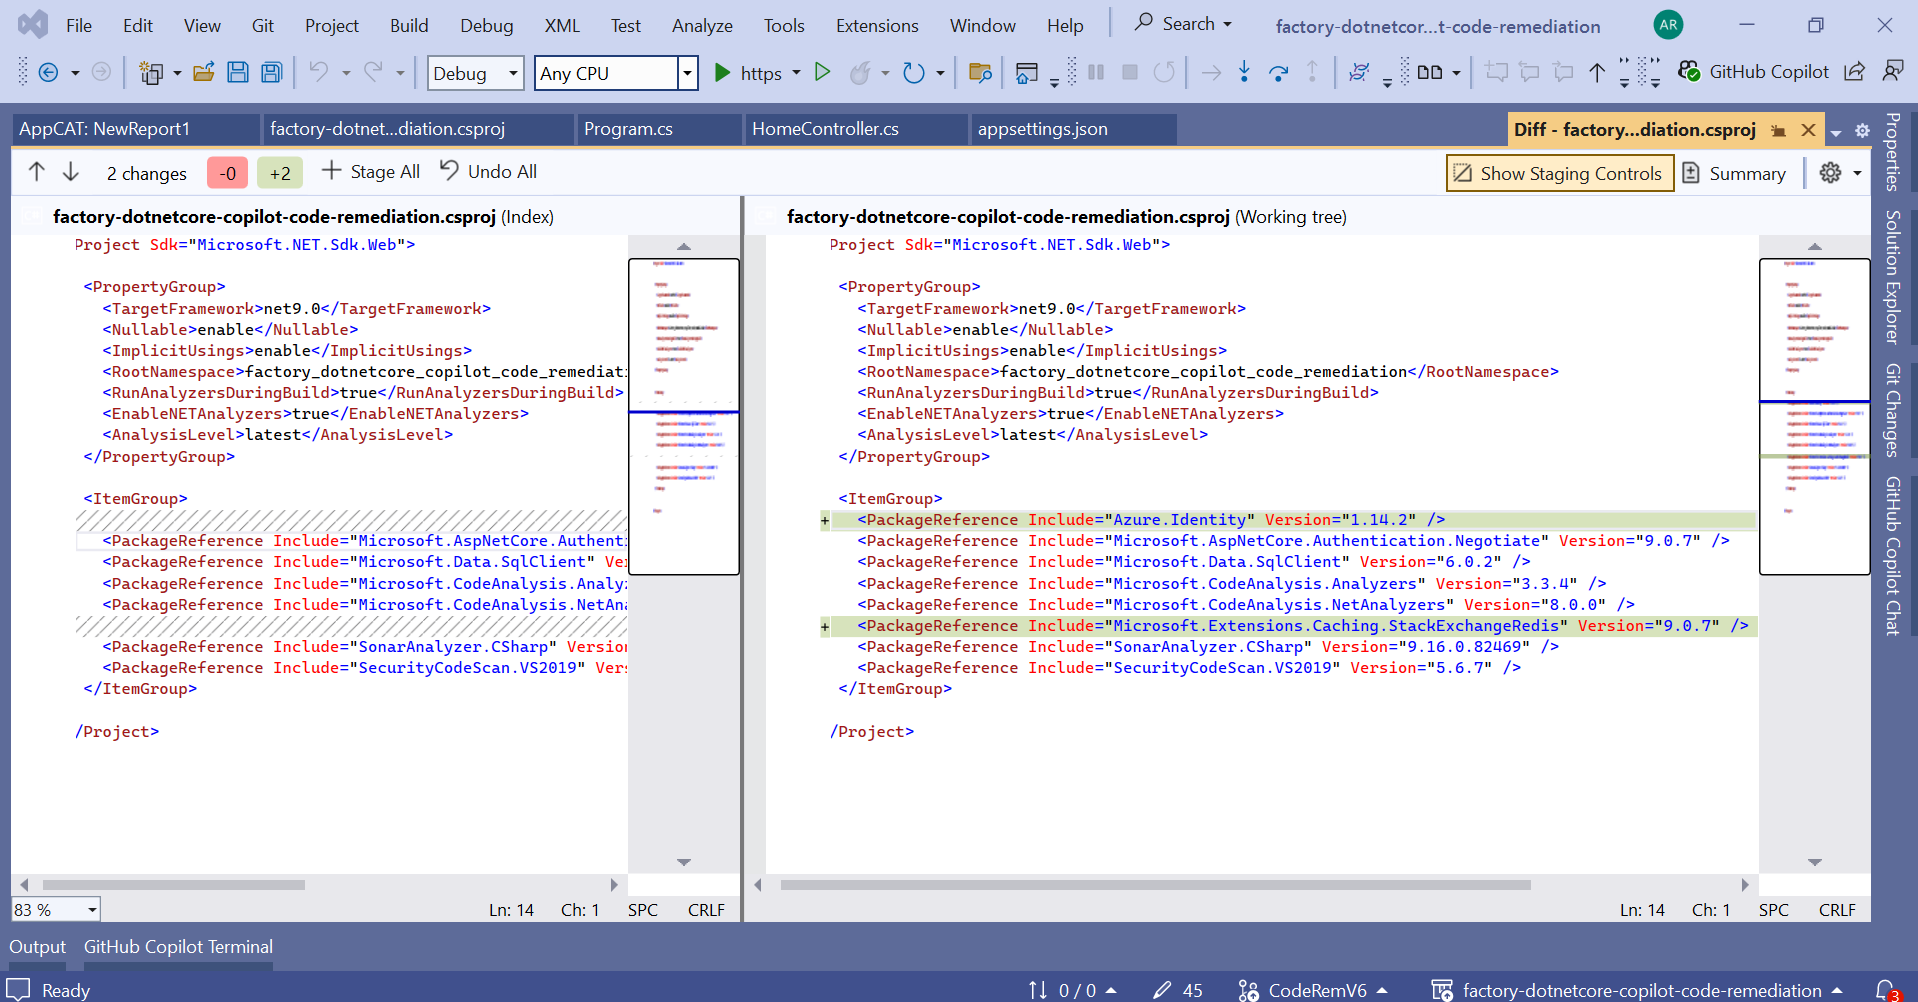 File Edit View Git Project Build Debug XML Test Analyze Tools Extensions Window Help Search factory-dotnetcor...t-code-remediation AR
Debug Any CPU https GitHub Copilot
AppCAT: NewReport1 factory-dotnet...diation.csproj Program.cs HomeController.cs appsettings.json Diff - factory...diation.csproj
2 changes -0 +2 Stage All Undo All Show Staging Controls Summary
factory-dotnetcore-copilot-code-remediation.csproj (Index)
Project Sdk="Microsoft.NET.Sdk.Web">
<PropertyGroup>
<TargetFramework>net9.0</TargetFramework>
<Nullable>enable</Nullable>
<ImplicitUsings>enable</ImplicitUsings>
<RootNamespace>factory_dotnetcore_copilot_code_remediati
<RunAnalyzersDuringBuild>true</RunAnalyzersDuringBuild>
<EnableNETAnalyzers>true</EnableNETAnalyzers>
<AnalysisLevel>latest</AnalysisLevel>
</PropertyGroup>
<ItemGroup>
<PackageReference Include="Microsoft.AspNetCore.Authenti
<PackageReference Include="Microsoft.Data.SqlClient" Ver
<PackageReference Include="Microsoft.CodeAnalysis.Analyz
<PackageReference Include="Microsoft.CodeAnalysis.NetAna
<PackageReference Include="SonarAnalyzer.CSharp" Version
<PackageReference Include="SecurityCodeScan.VS2019" Vers
</ItemGroup>
/Project>
83 % Ln: 14 Ch: 1 SPC CRLF
factory-dotnetcore-copilot-code-remediation.csproj (Working tree)
Project Sdk="Microsoft.NET.Sdk.Web">
<PropertyGroup>
<TargetFramework>net9.0</TargetFramework>
<Nullable>enable</Nullable>
<ImplicitUsings>enable</ImplicitUsings>
<RootNamespace>factory_dotnetcore_copilot_code_remediation</RootNamespace>
<RunAnalyzersDuringBuild>true</RunAnalyzersDuringBuild>
<EnableNETAnalyzers>true</EnableNETAnalyzers>
<AnalysisLevel>latest</AnalysisLevel>
</PropertyGroup>
<ItemGroup>
+ <PackageReference Include="Azure.Identity" Version="1.14.2" />
<PackageReference Include="Microsoft.AspNetCore.Authentication.Negotiate" Version="9.0.7" />
<PackageReference Include="Microsoft.Data.SqlClient" Version="6.0.2" />
<PackageReference Include="Microsoft.CodeAnalysis.Analyzers" Version="3.3.4" />
<PackageReference Include="Microsoft.CodeAnalysis.NetAnalyzers" Version="8.0.0" />
+ <PackageReference Include="Microsoft.Extensions.Caching.StackExchangeRedis" Version="9.0.7" />
<PackageReference Include="SonarAnalyzer.CSharp" Version="9.16.0.82469" />
<PackageReference Include="SecurityCodeScan.VS2019" Version="5.6.7" />
</ItemGroup>
/Project>
Ln: 14 Ch: 1 SPC CRLF
Properties
Solution Explorer
Git Changes
GitHub Copilot Chat
Output GitHub Copilot Terminal
Ready 0 / 0 45 CodeRemV6 factory-dotnetcore-copilot-code-remediation 3